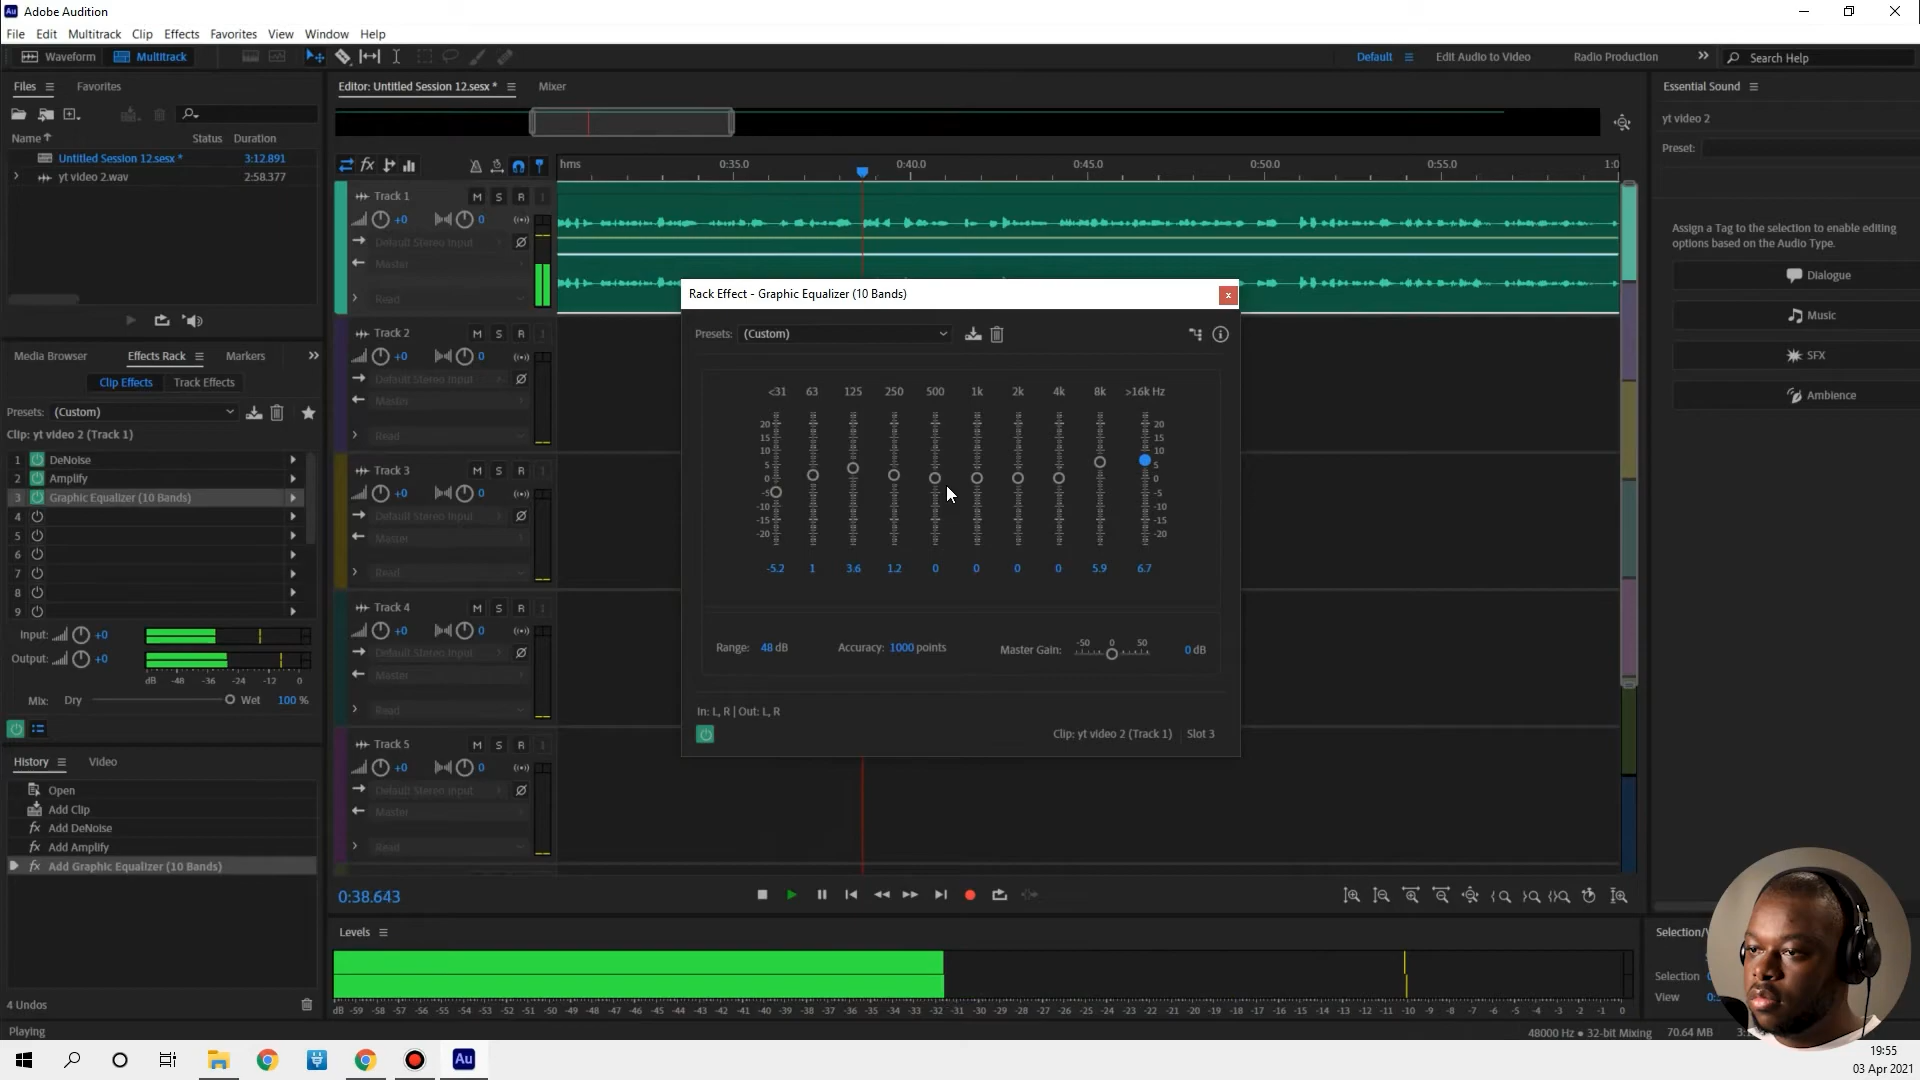 Au Adobe Audition
File Edit Multitrack Clip Effects Favorites View Window Help
Waveform Multitrack Default Edit Audio to Video Radio Production Search Help
Files Favorites
Name Status Duration
Untitled Session 12.sesx * 3:12.891
yt video 2.wav 2:58.377
Media Browser Effects Rack Markers
Clip Effects Track Effects
Presets: (Custom)
Clip: yt video 2 (Track 1)
1 DeNoise
2 Amplify
3 Graphic Equalizer (10 Bands)
4
5
6
7
8
9
Input: +0
Output: +0
dB -48 -36 -24 -12 0
Mix: Dry Wet 100 %
History Video
Open
Add Clip
fx Add DeNoise
fx Add Amplify
fx Add Graphic Equalizer (10 Bands)
4 Undos
Playing
Editor: Untitled Session 12.sesx * Mixer
fx
hms 0:35.0 0:40.0 0:45.0 0:50.0 0:55.0 1:0
Track 1 M S R I
+0 0
Default Stereo Input
Master
Read
Track 2 M S R I
+0 0
Default Stereo Input
Master
Read
Track 3 M S R I
+0 0
Default Stereo Input
Master
Read
Track 4 M S R I
+0 0
Default Stereo Input
Master
Read
Track 5 M S R I
+0 0
Default Stereo Input
Master
Read
Rack Effect - Graphic Equalizer (10 Bands)
x
Presets: (Custom)
<31 63 125 250 500 1k 2k 4k 8k >16k Hz
20 20
15 15
10 10
5 5
0 0
-5 -5
-10 -10
-15 -15
-20 -20
-5.2 1 3.6 1.2 0 0 0 0 5.9 6.7
Range: 48 dB Accuracy: 1000 points Master Gain: -50 0 50 0 dB
In: L, R | Out: L, R
Clip: yt video 2 (Track 1) Slot 3
0:38.643
Levels
dB -59 -58 -57 -56 -55 -54 -53 -52 -51 -50 -49 -48 -47 -46 -45 -44 -43 -42 -41 -40 -39 -38 -37 -36 -35 -34 -33 -32 -31 -30 -29 -28 -27 -26 -25 -24 -23 -22 -21 -20 -19 -18 -17 -16 -15 -14 -13 -12 -11 -10 -9 -8 -7 -6 -5 -4 -3 -2 -1 0
Essential Sound
yt video 2
Preset:
Assign a Tag to the selection to enable editing
options based on the Audio Type.
Dialogue
Music
SFX
Ambience
Selection
View
48000 Hz ● 32-bit Mixing 70.64 MB
Au
19:55
03 Apr 2021